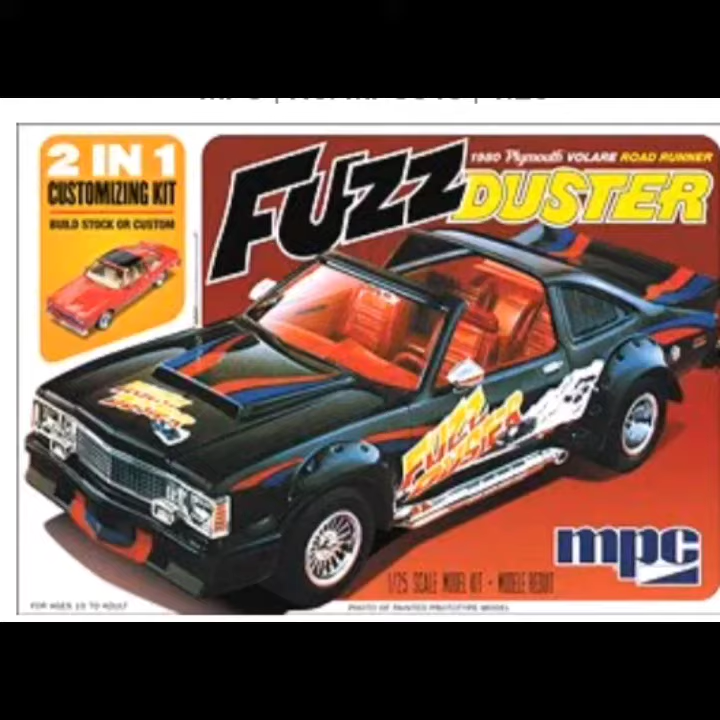 2 IN 1
CUSTOMIZING KIT
BUILD STOCK OR CUSTOM
1980 Plymouth VOLARE ROAD RUNNER
FUZZ
DUSTER
FUZZ
DUSTER
FUZZ
DUSTER
mpc
1/25 SCALE MODEL KIT • MODELE REDUIT
FOR AGES 10 TO ADULT
PHOTO OF PAINTED PROTOTYPE MODEL